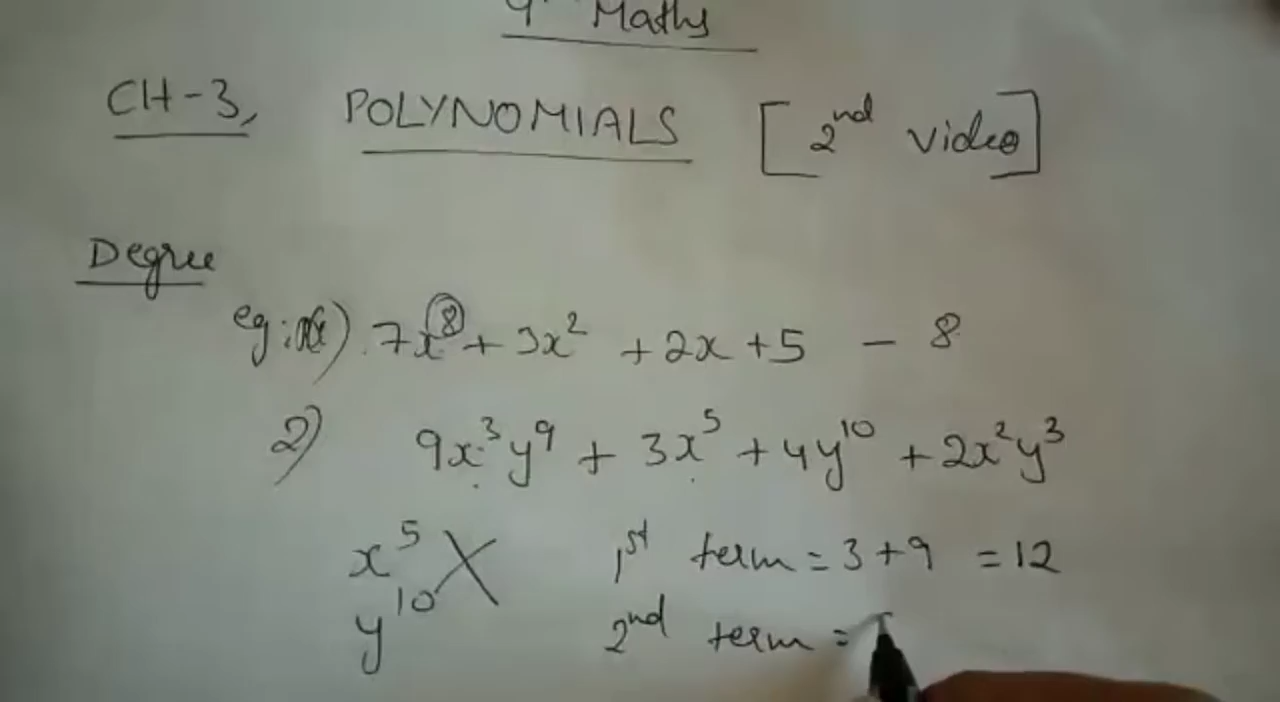 Maths
CH-3, POLYNOMIALS [2nd video]
Degree
eg: 7x⁸ + 3x² + 2x + 5 - 8
2) 9x³y⁹ + 3x⁵ + 4y¹⁰ + 2x²y³
x⁵ 1st term = 3 + 9 = 12
y¹⁰ 2nd term =